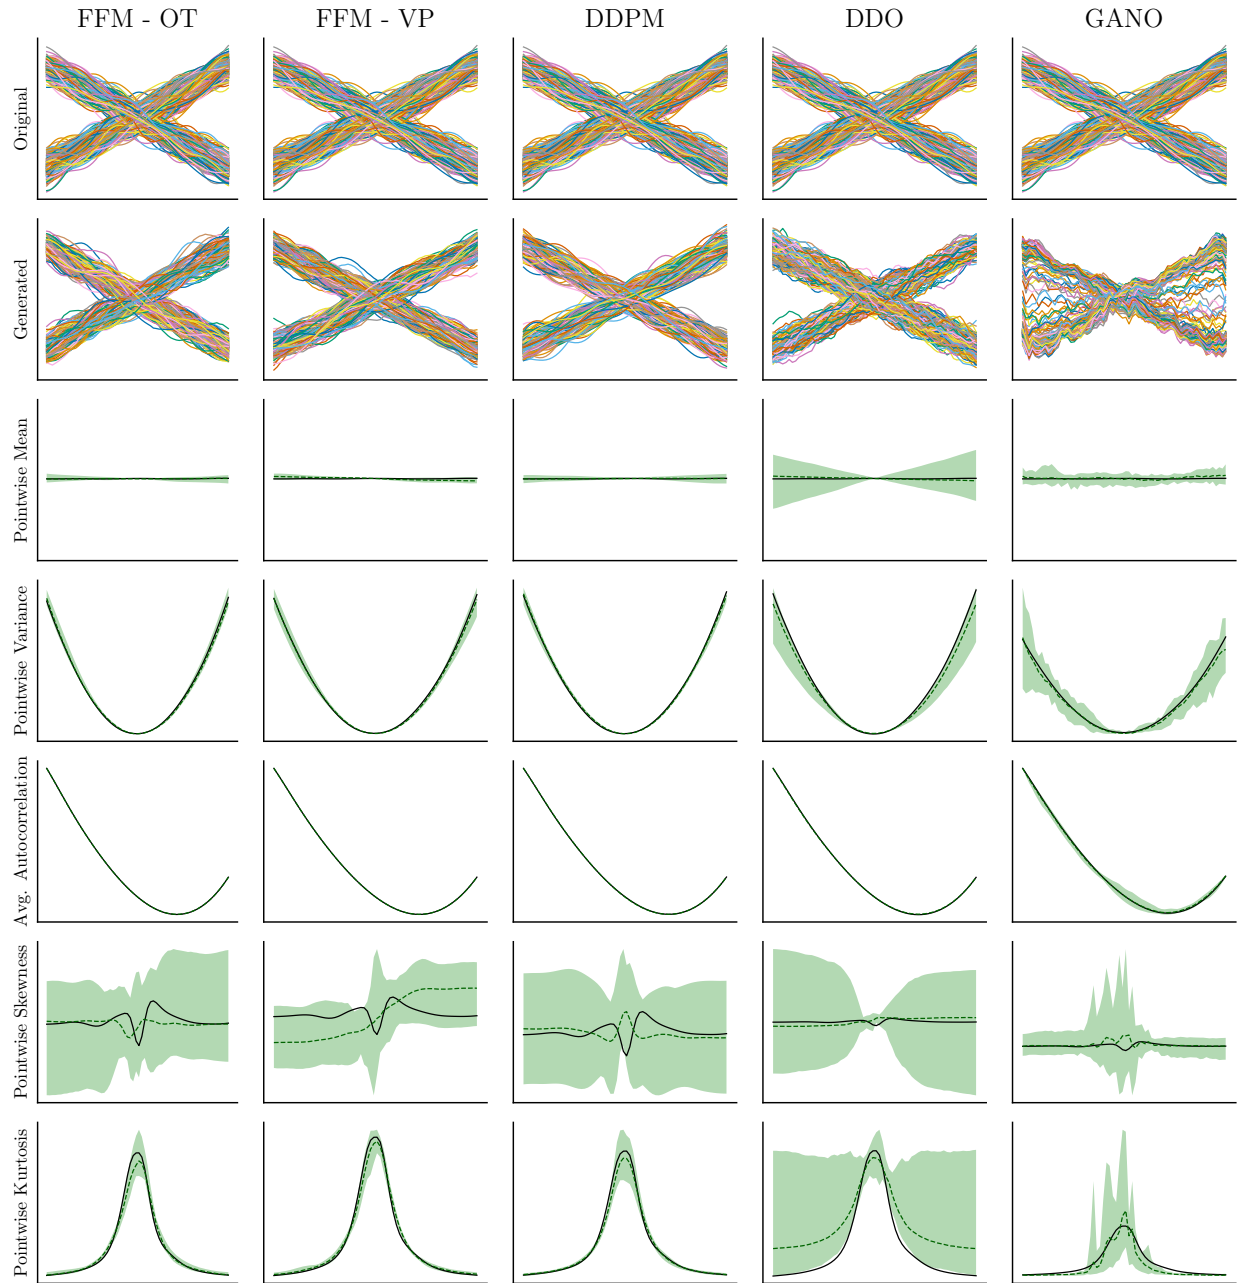 FFM - OT
FFM - VP
DDPM
DDO
GANO
Original
Generated
Pointwise Mean
Pointwise Variance
Avg. Autocorrelation
Pointwise Skewness
Pointwise Kurtosis